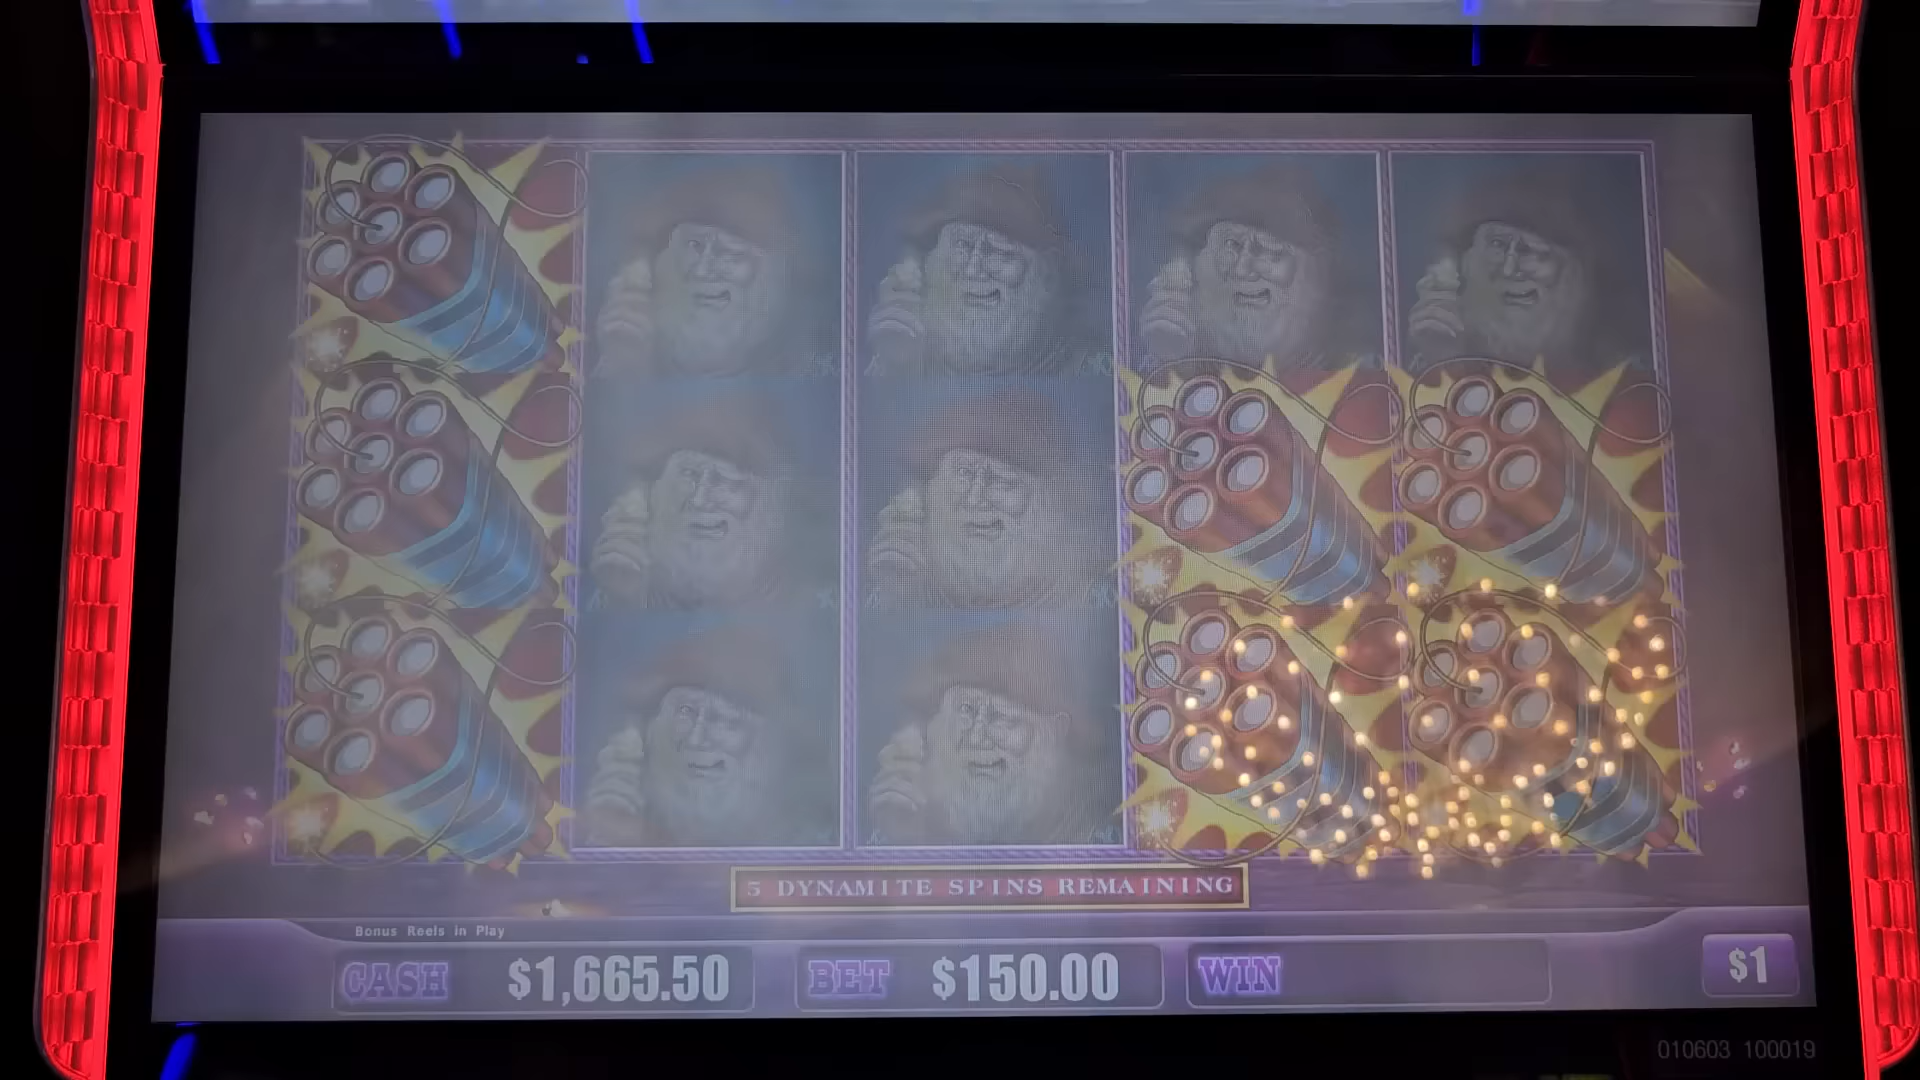 5 DYNAMITE SPINS REMAINING
Bonus Reels in Play
CASH $1,665.50 BET $150.00 WIN $1
010603 100019